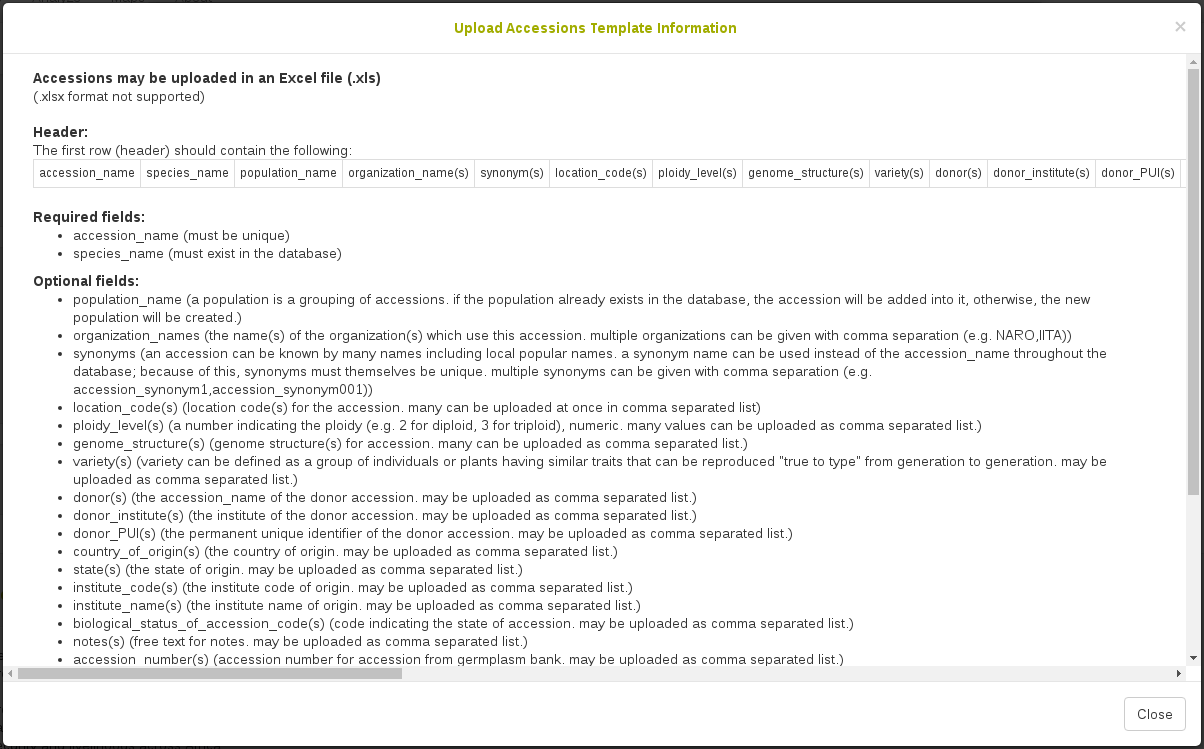 Upload Accessions Template Information
×
Accessions may be uploaded in an Excel file (.xls)
(.xlsx format not supported)
Header:
The first row (header) should contain the following:
accession_name species_name population_name organization_name(s) synonym(s) location_code(s) ploidy_level(s) genome_structure(s) variety(s) donor(s) donor_institute(s) donor_PUI(s)
Required fields:
• accession_name (must be unique)
• species_name (must exist in the database)
Optional fields:
• population_name (a population is a grouping of accessions. if the population already exists in the database, the accession will be added into it, otherwise, the new
population will be created.)
• organization_names (the name(s) of the organization(s) which use this accession. multiple organizations can be given with comma separation (e.g. NARO,IITA))
• synonyms (an accession can be known by many names including local popular names. a synonym name can be used instead of the accession_name throughout the
database; because of this, synonyms must themselves be unique. multiple synonyms can be given with comma separation (e.g.
accession_synonym1,accession_synonym001))
• location_code(s) (location code(s) for the accession. many can be uploaded at once in comma separated list)
• ploidy_level(s) (a number indicating the ploidy (e.g. 2 for diploid, 3 for triploid), numeric. many values can be uploaded as comma separated list.)
• genome_structure(s) (genome structure(s) for accession. many can be uploaded as comma separated list.)
• variety(s) (variety can be defined as a group of individuals or plants having similar traits that can be reproduced "true to type" from generation to generation. may be
uploaded as comma separated list.)
• donor(s) (the accession_name of the donor accession. may be uploaded as comma separated list.)
• donor_institute(s) (the institute of the donor accession. may be uploaded as comma separated list.)
• donor_PUI(s) (the permanent unique identifier of the donor accession. may be uploaded as comma separated list.)
• country_of_origin(s) (the country of origin. may be uploaded as comma separated list.)
• state(s) (the state of origin. may be uploaded as comma separated list.)
• institute_code(s) (the institute code of origin. may be uploaded as comma separated list.)
• institute_name(s) (the institute name of origin. may be uploaded as comma separated list.)
• biological_status_of_accession_code(s) (code indicating the state of accession. may be uploaded as comma separated list.)
• notes(s) (free text for notes. may be uploaded as comma separated list.)
• accession_number(s) (accession number for accession from germplasm bank. may be uploaded as comma separated list.)
Close